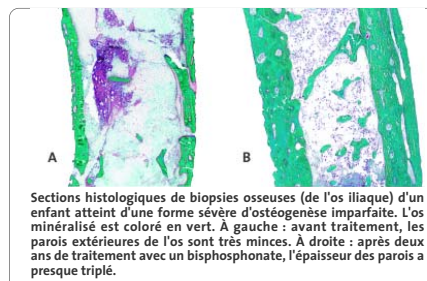 A
B
Sections histologiques de biopsies osseuses (de l'os iliaque) d'un
enfant atteint d'une forme sévère d'ostéogenèse imparfaite. L'os
minéralisé est coloré en vert. À gauche : avant traitement, les
parois extérieures de l'os sont très minces. À droite : après deux
ans de traitement avec un bisphosphonate, l'épaisseur des parois a
presque triplé.